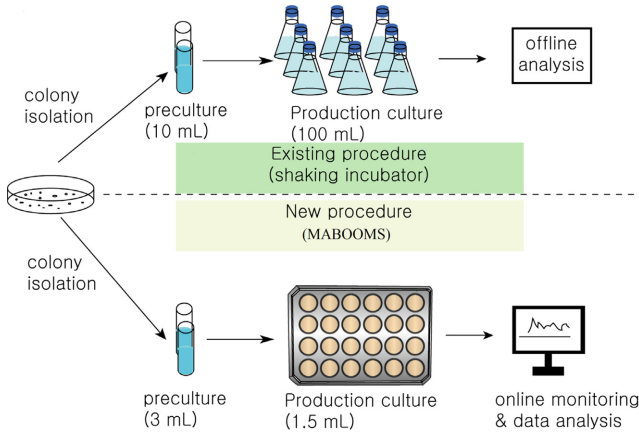 colony
isolation
preculture
(10 mL)
Production culture
(100 mL)
offline
analysis
Existing procedure
(shaking incubator)
New procedure
(MABOOMS)
colony
isolation
preculture
(3 mL)
Production culture
(1.5 mL)
online monitoring
& data analysis